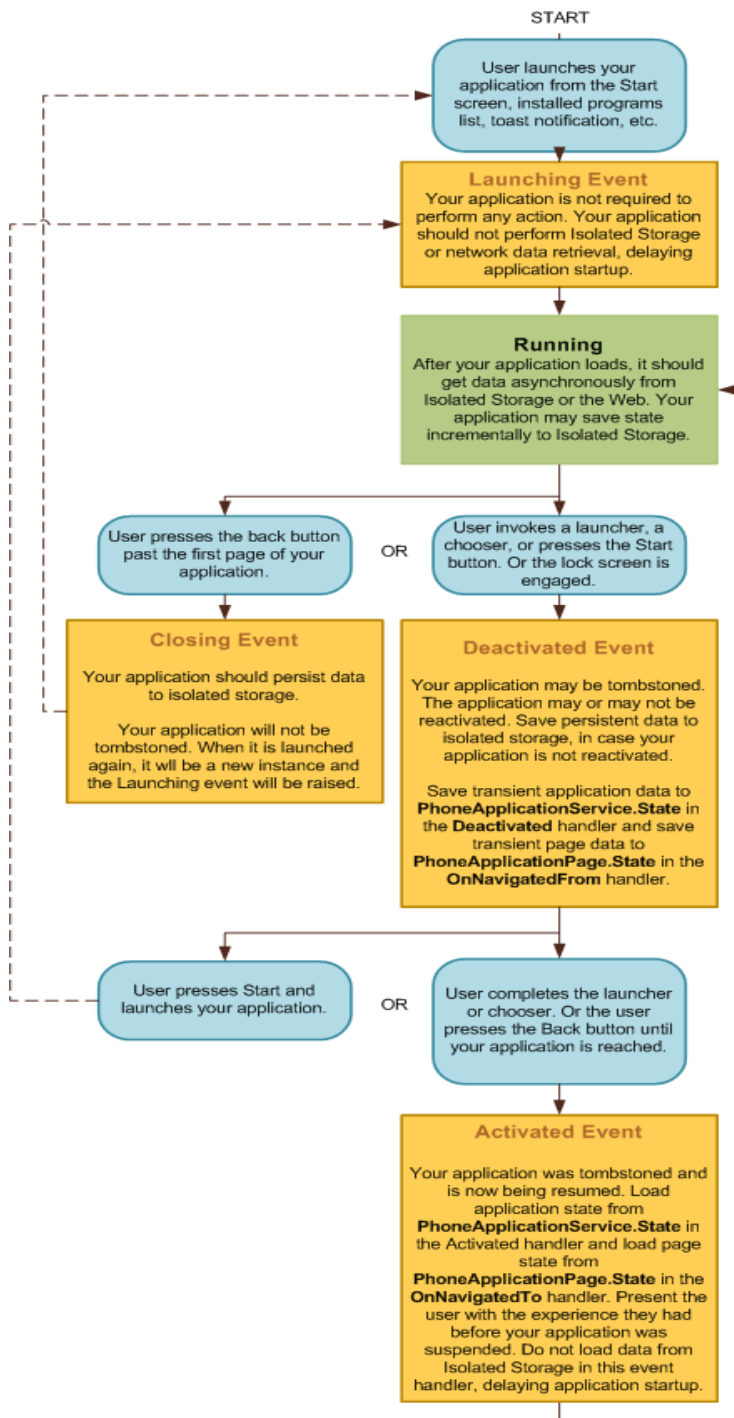 START
User launches your
application from the Start
screen, installed programs
list, toast notification, etc.
Launching Event
Your application is not required to
perform any action. Your application
should not perform Isolated Storage
or network data retrieval, delaying
application startup.
Running
After your application loads, it should
get data asynchronously from
Isolated Storage or the Web. Your
application may save state
incrementally to Isolated Storage.
User presses the back button
past the first page of your
application.
OR
User invokes a launcher, a
chooser, or presses the Start
button. Or the lock screen is
engaged.
Closing Event
Your application should persist data
to isolated storage.
Your application will not be
tombstoned. When it is launched
again, it wll be a new instance and
the Launching event will be raised.
Deactivated Event
Your application may be tombstoned.
The application may or may not be
reactivated. Save persistent data to
isolated storage, in case your
application is not reactivated.
Save transient application data to
PhoneApplicationService.State in
the Deactivated handler and save
transient page data to
PhoneApplicationPage.State in the
OnNavigatedFrom handler.
User presses Start and
launches your application.
OR
User completes the launcher
or chooser. Or the user
presses the Back button until
your application is reached.
Activated Event
Your application was tombstoned and
is now being resumed. Load
application state from
PhoneApplicationService.State in
the Activated handler and load page
state from
PhoneApplicationPage.State in the
OnNavigatedTo handler. Present the
user with the experience they had
before your application was
suspended. Do not load data from
Isolated Storage in this event
handler, delaying application startup.